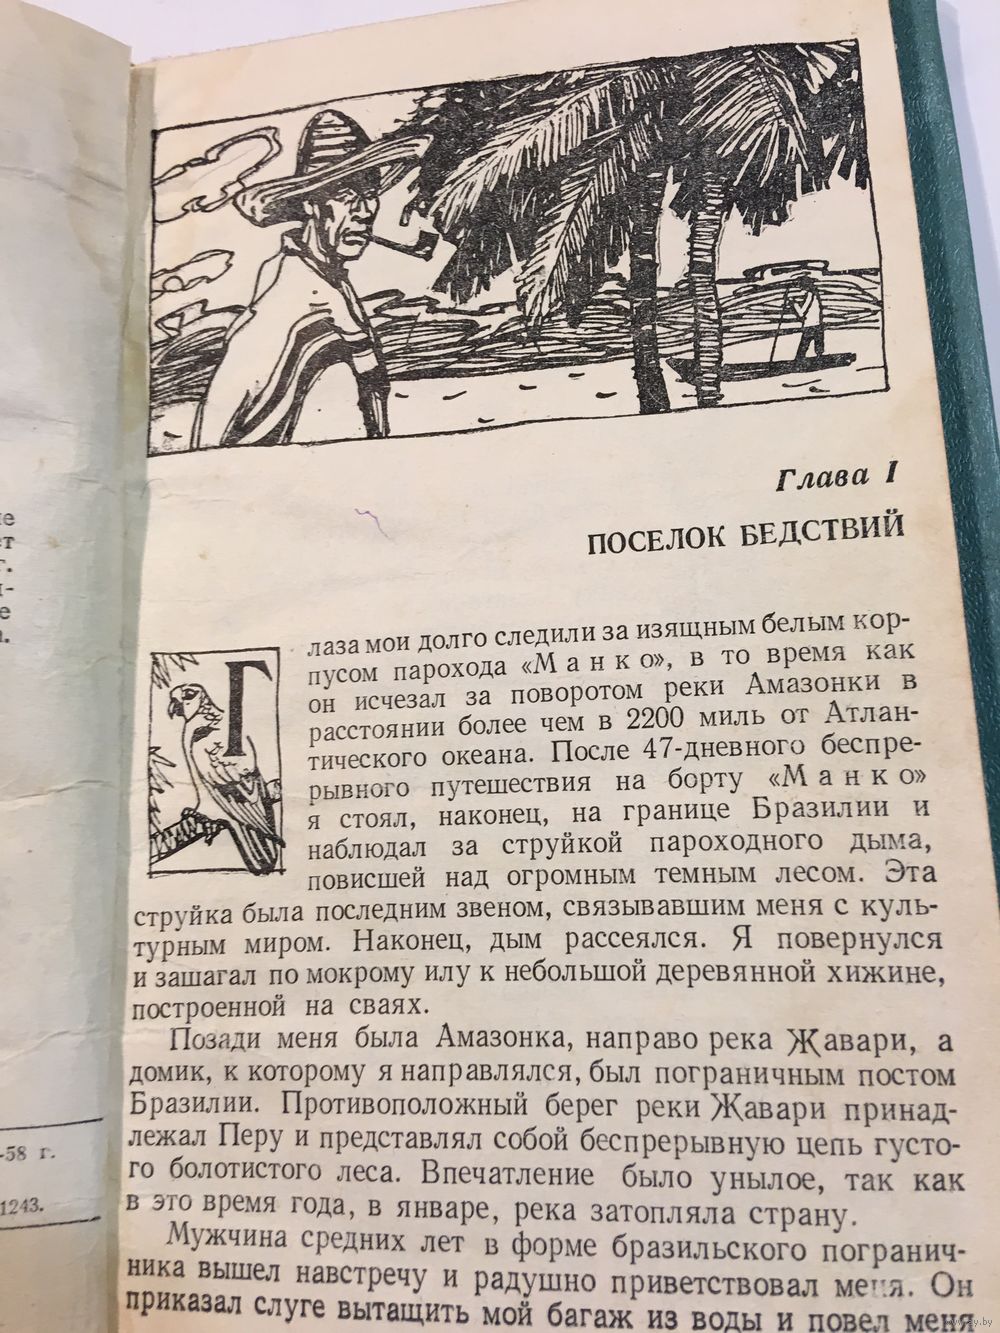 Глава I
ПОСЕЛОК БЕДСТВИЙ
Глаза мои долго следили за изящным белым кор-
пусом парохода «Манко», в то время как
он исчезал за поворотом реки Амазонки в
расстоянии более чем в 2200 миль от Атлан-
тического океана. После 47-дневного беспре-
рывного путешествия на борту «Манко»
я стоял, наконец, на границе Бразилии и
наблюдал за струйкой пароходного дыма,
повисшей над огромным темным лесом. Эта
струйка была последним звеном, связывавшим меня с куль-
турным миром. Наконец, дым рассеялся. Я повернулся
и зашагал по мокрому илу к небольшой деревянной хижине,
построенной на сваях.
Позади меня была Амазонка, направо река Жавари, а
домик, к которому я направлялся, был пограничным постом
Бразилии. Противоположный берег реки Жавари принад-
лежал Перу и представлял собой беспрерывную цепь густо-
го болотистого леса. Впечатление было унылое, так как
в это время года, в январе, река затопляла страну.
Мужчина средних лет в форме бразильского погранич-
ника вышел навстречу и радушно приветствовал меня. Он
приказал слуге вытащить мой багаж из воды и повел меня
-58 г.
1243.